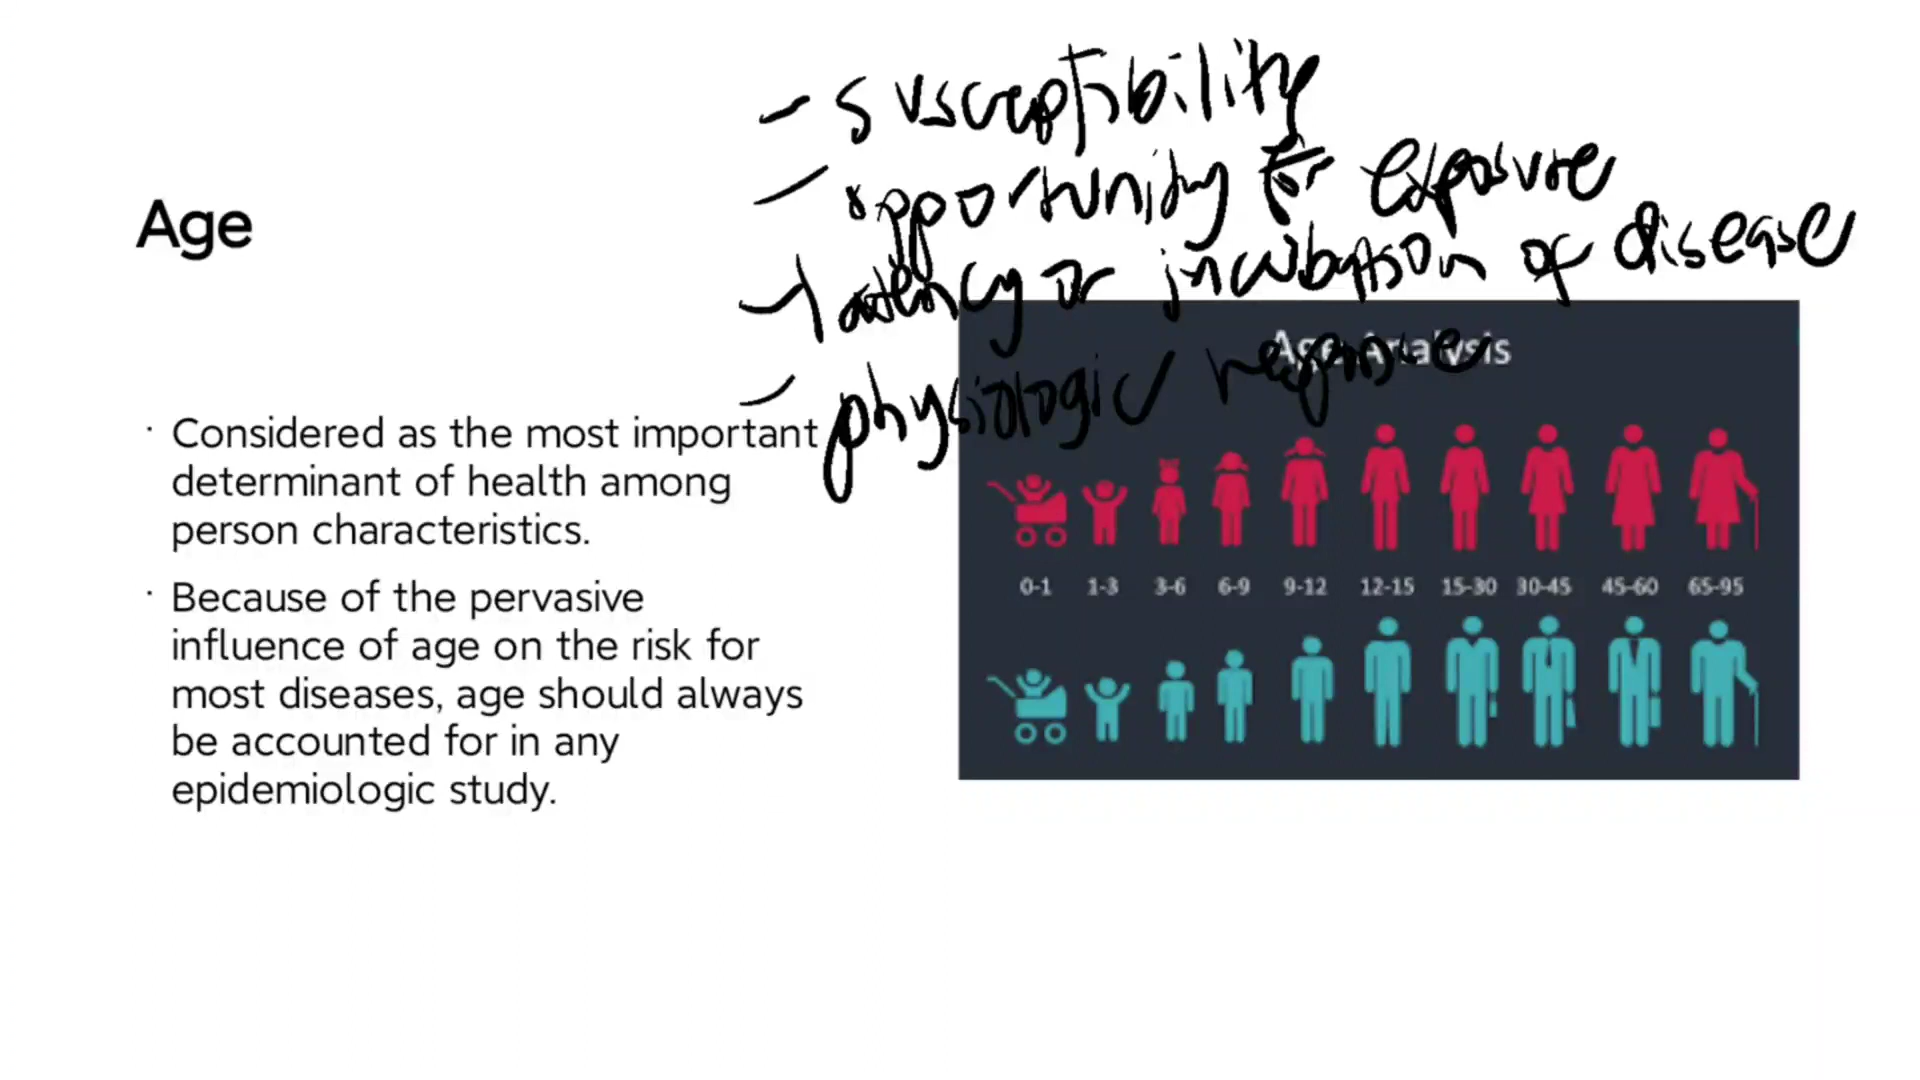 - susceptibility
- opportunity for exposure
- latency or incubation of disease
- physiologic response
Age
· Considered as the most important
determinant of health among
person characteristics.
· Because of the pervasive
influence of age on the risk for
most diseases, age should always
be accounted for in any
epidemiologic study.
Age Analysis
0-1 1-3 3-6 6-9 9-12 12-15 15-30 30-45 45-60 65-95